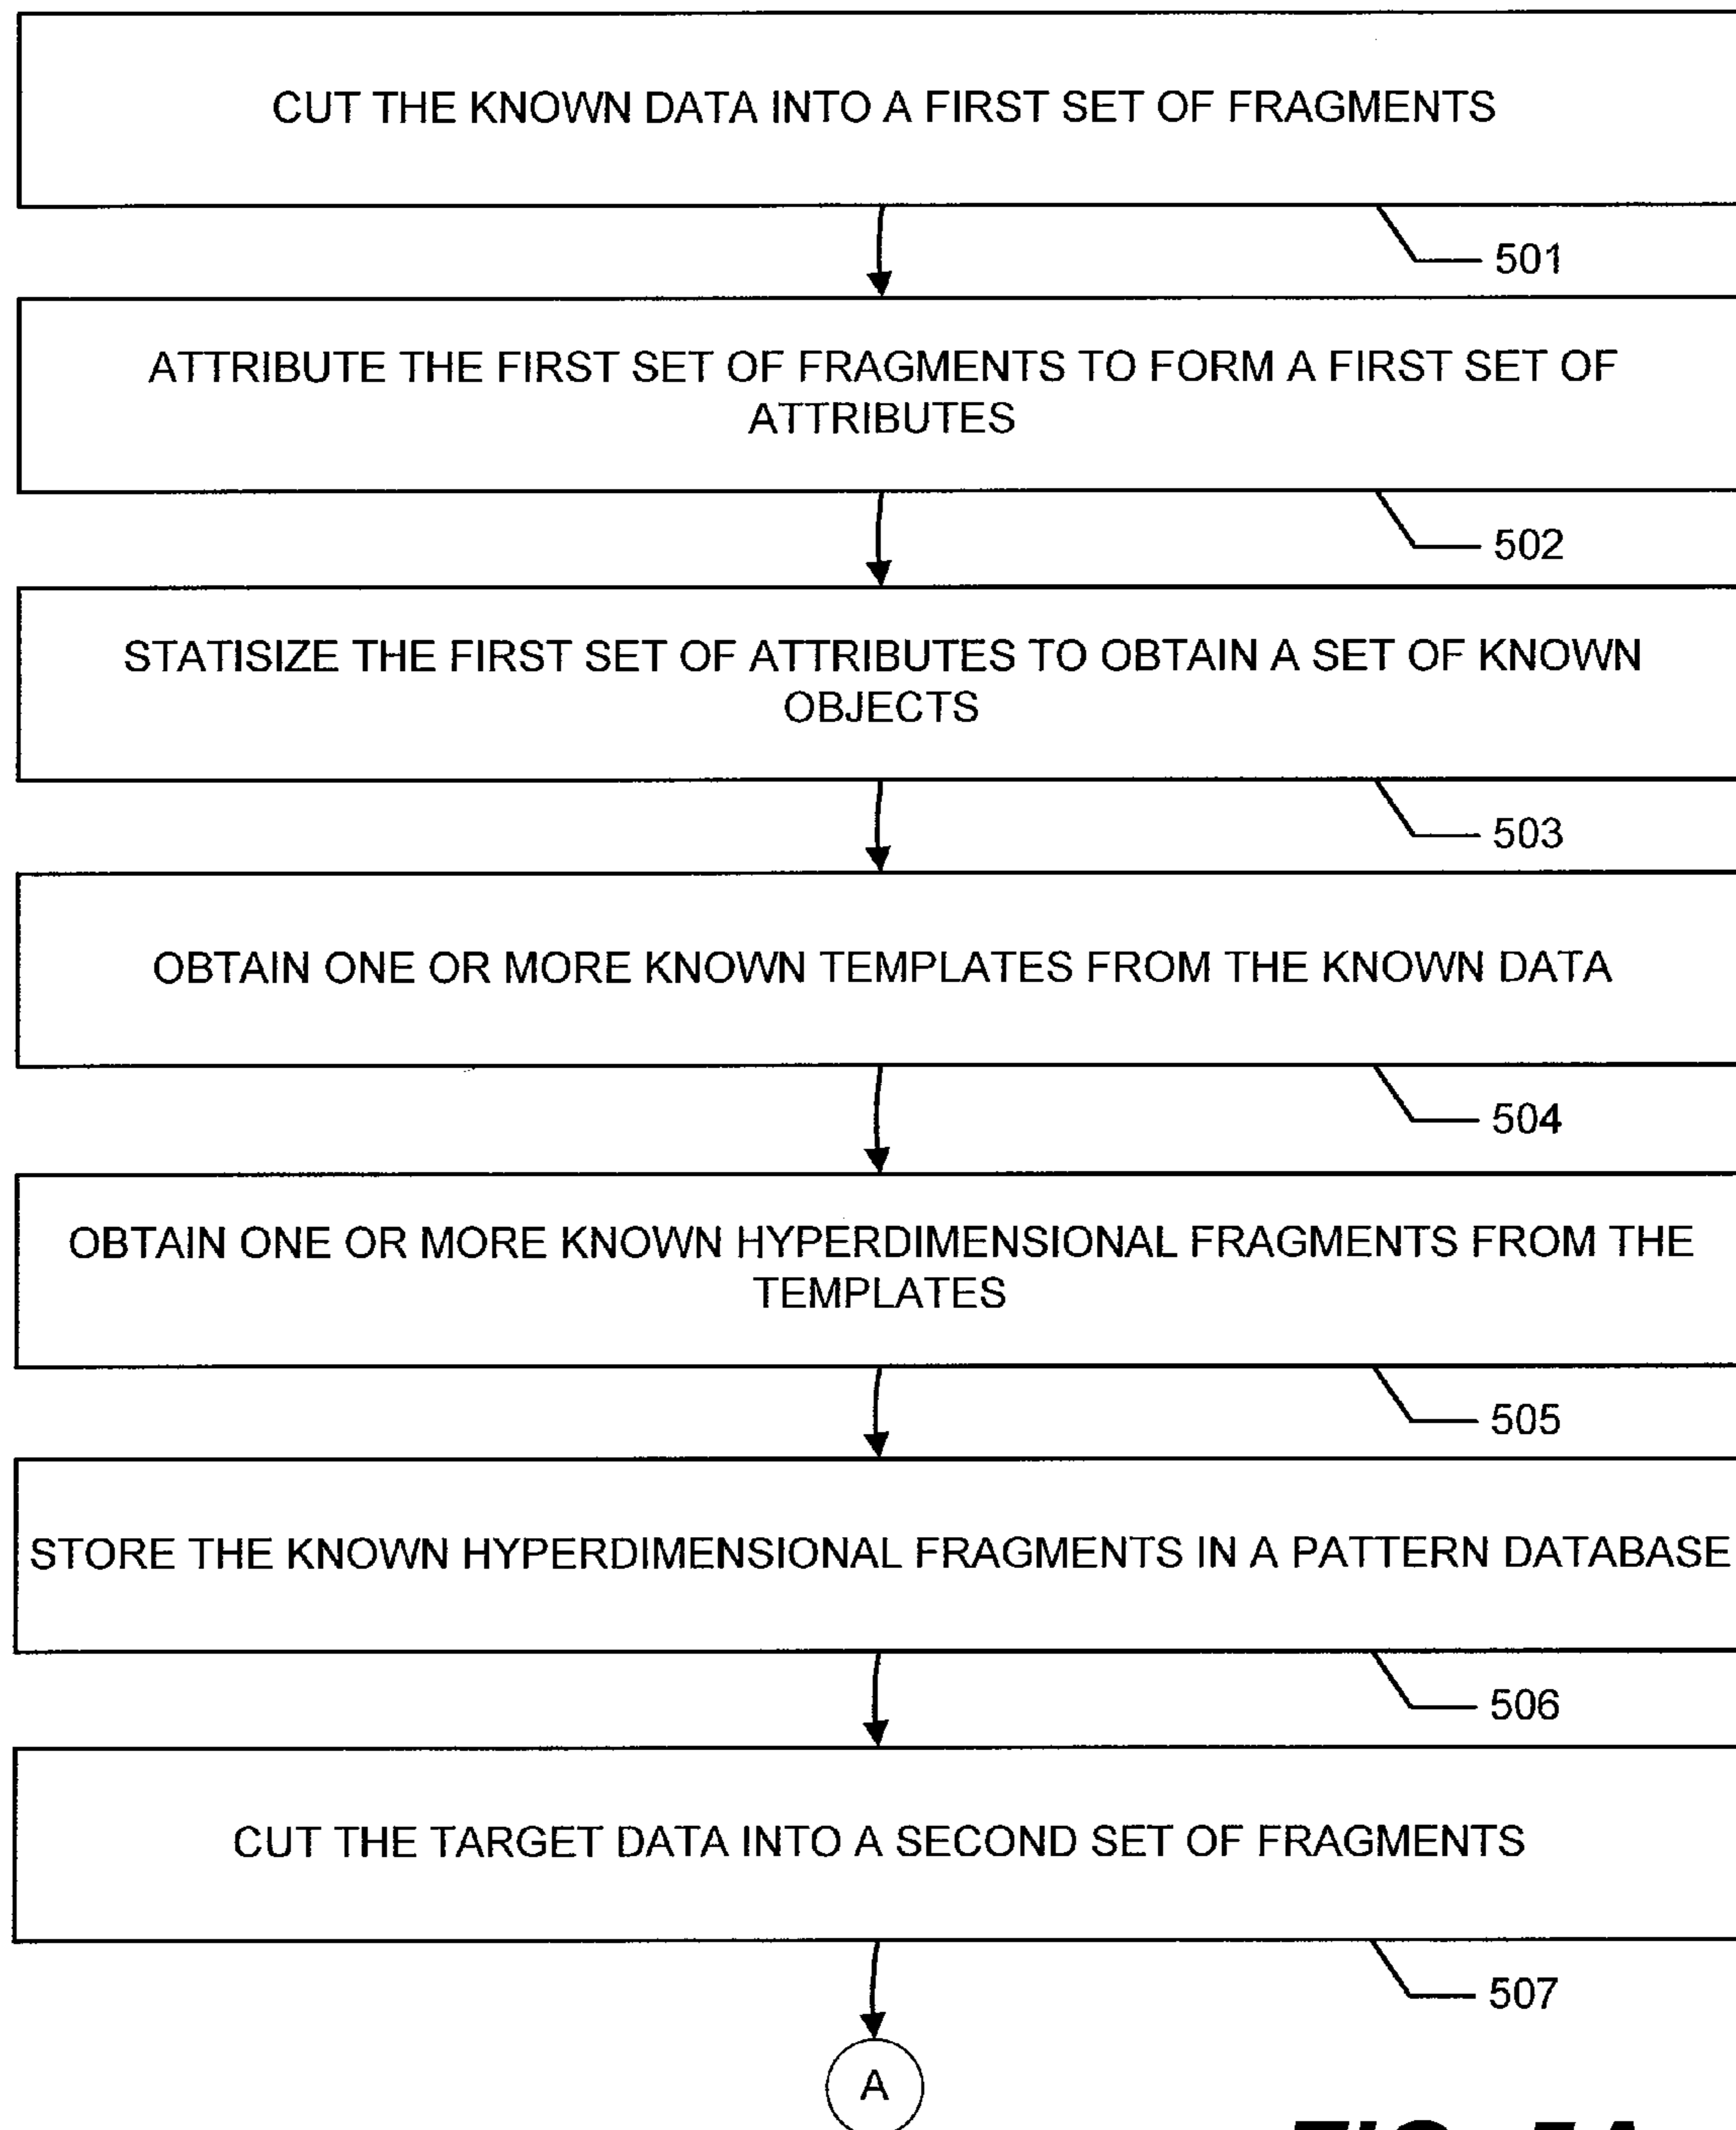 CUT THE KNOWN DATA INTO A FIRST SET OF FRAGMENTS
501
ATTRIBUTE THE FIRST SET OF FRAGMENTS TO FORM A FIRST SET OF
ATTRIBUTES
502
STATISIZE THE FIRST SET OF ATTRIBUTES TO OBTAIN A SET OF KNOWN
OBJECTS
503
OBTAIN ONE OR MORE KNOWN TEMPLATES FROM THE KNOWN DATA
504
OBTAIN ONE OR MORE KNOWN HYPERDIMENSIONAL FRAGMENTS FROM THE
TEMPLATES
505
STORE THE KNOWN HYPERDIMENSIONAL FRAGMENTS IN A PATTERN DATABASE
506
CUT THE TARGET DATA INTO A SECOND SET OF FRAGMENTS
507
A